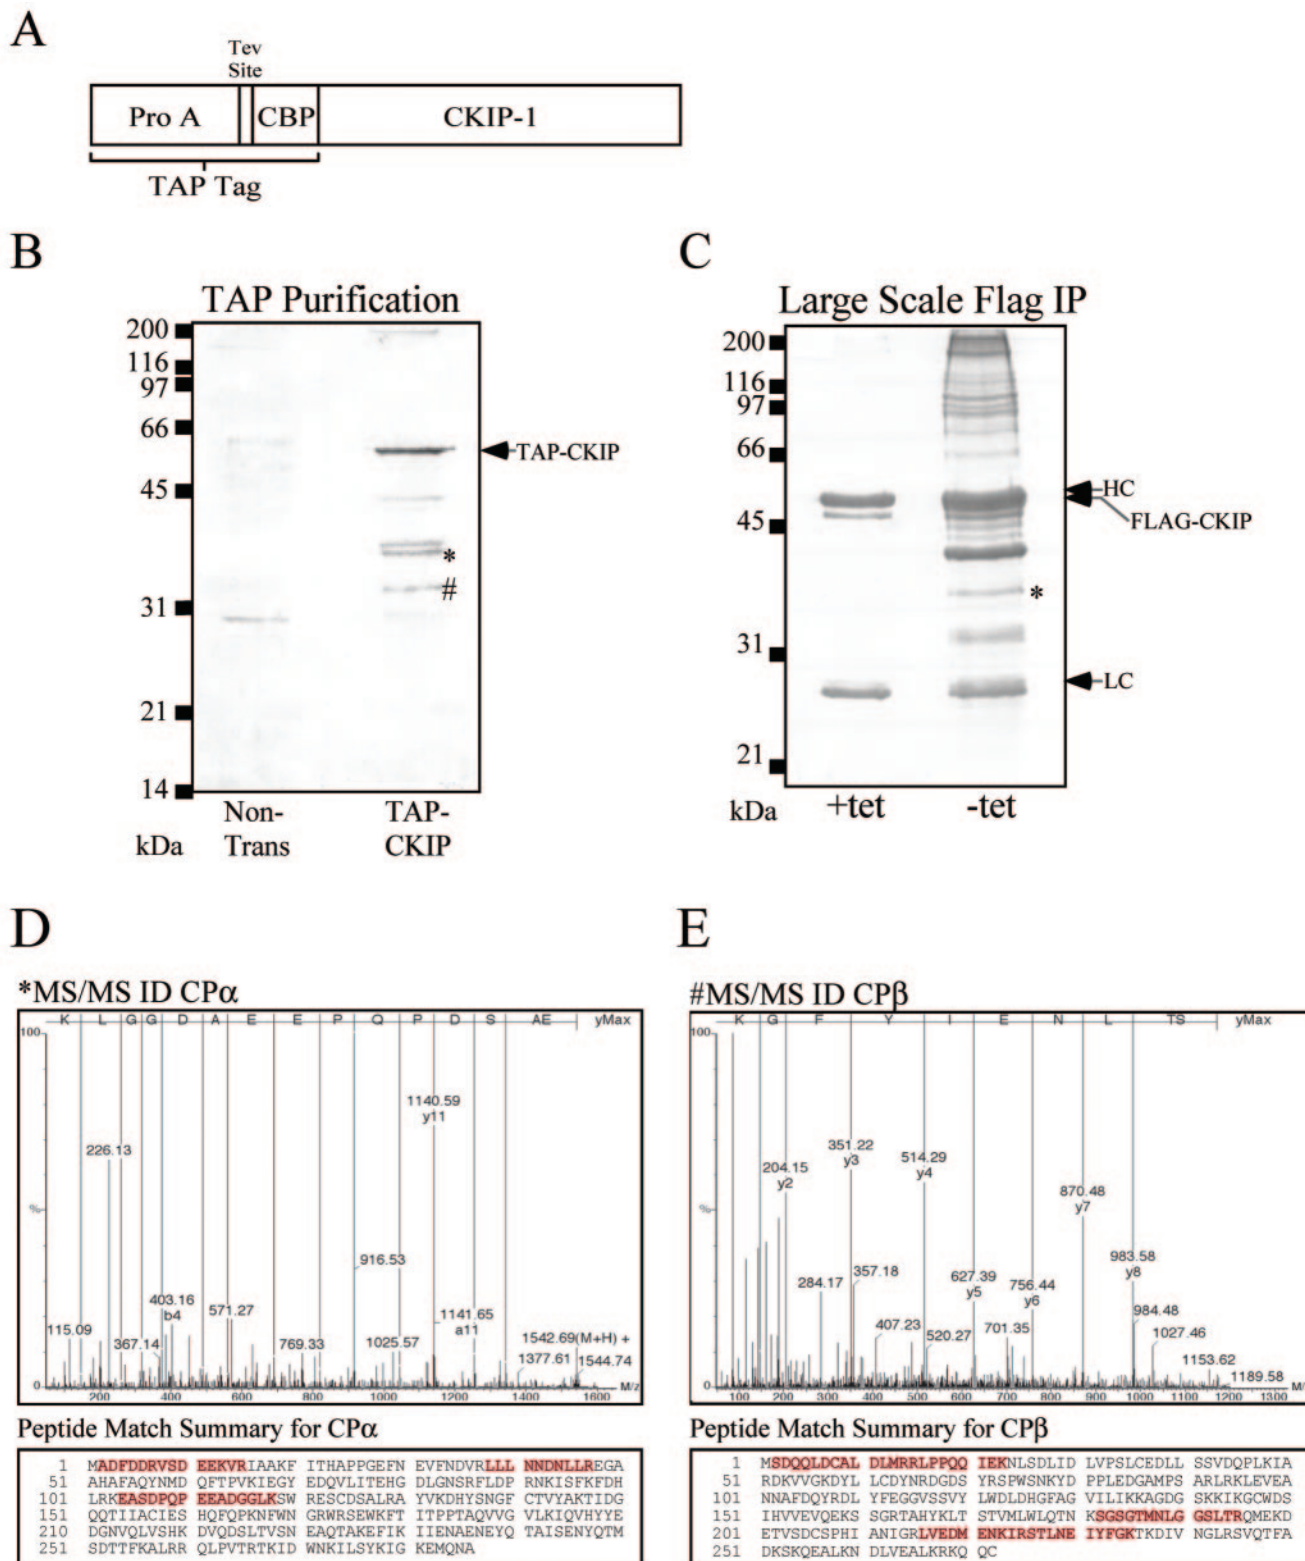 A
Tev
Site
Pro A
CBP
CKIP-1
TAP Tag
B
TAP Purification
200
116
97
66
45
31
21
14
kDa
TAP-CKIP
*
#
Non-
Trans
TAP-
CKIP
C
Large Scale Flag IP
200
116
97
66
45
31
21
kDa
HC
FLAG-CKIP
*
LC
+tet
-tet
D
*MS/MS ID CPα
K L G G D A E E P Q P D S AE yMax
100
%
0
1140.59
y11
226.13
916.53
403.16
b4
571.27
115.09
367.14
769.33
1025.57
1141.65
a11
1542.69(M+H) +
1377.61
1544.74
200 400 600 800 1000 1200 1400 1600 M/z
Peptide Match Summary for CPα
1 MADFDDRVSD EEKVRIAAKF ITHAPPGEFN EVFNDVRLLL NNDNLLREGA
51 AHAFAQYNMD QFTPVKIEGY EDQVLITEHG DLGNSRFLDP RNKISFKFDH
101 LRKEASDPQP EEADGGLKSW RESCDSALRA YVKDHYSNGF CTVYAKTIDG
151 QQTIIACIES HQFQPKNFWN GRWRSEWKFT ITPPTAQVVG VLKIQVHYYE
210 DGNVQLVSHK DVQDSLTVSN EAQTAKEFIK IIENAENEYQ TAISENYQTM
251 SDTTFKALRR QLPVTRTKID WNKILSYKIG KEMQNA
E
#MS/MS ID CPβ
K G F Y I E N L TS yMax
100
%
0
204.15
y2
351.22
y3
514.29
y4
870.48
y7
983.58
y8
284.17
357.18
627.39
y5
756.44
y6
407.23
520.27
701.35
984.48
1027.46
1153.62
1189.58
100 200 300 400 500 600 700 800 900 1000 1100 1200 1300 M/
Peptide Match Summary for CPβ
1 MSDQQLDCAL DLMRRLPPQQ IEKNLSDLID LVPSLCEDLL SSVDQPLKIA
51 RDKVVGKDYL LCDYNRDGDS YRSPWSNKYD PPLEDGAMPS ARLRKLEVEA
101 NNAFDQYRDL YFEGGVSSVY LWDLDHGFAG VILIKKAGDG SKKIKGCWDS
151 IHVVEVQEKS SGRTAHYKLT STVMLWLQTN KSGSGTMNLG GSLTRQMEKD
201 ETVSDCSPHI ANIGRLVEDM ENKIRSTLNE IYFGKTKDIV NGLRSVQTFA
251 DKSKQEALKN DLVEALKRKQ QC